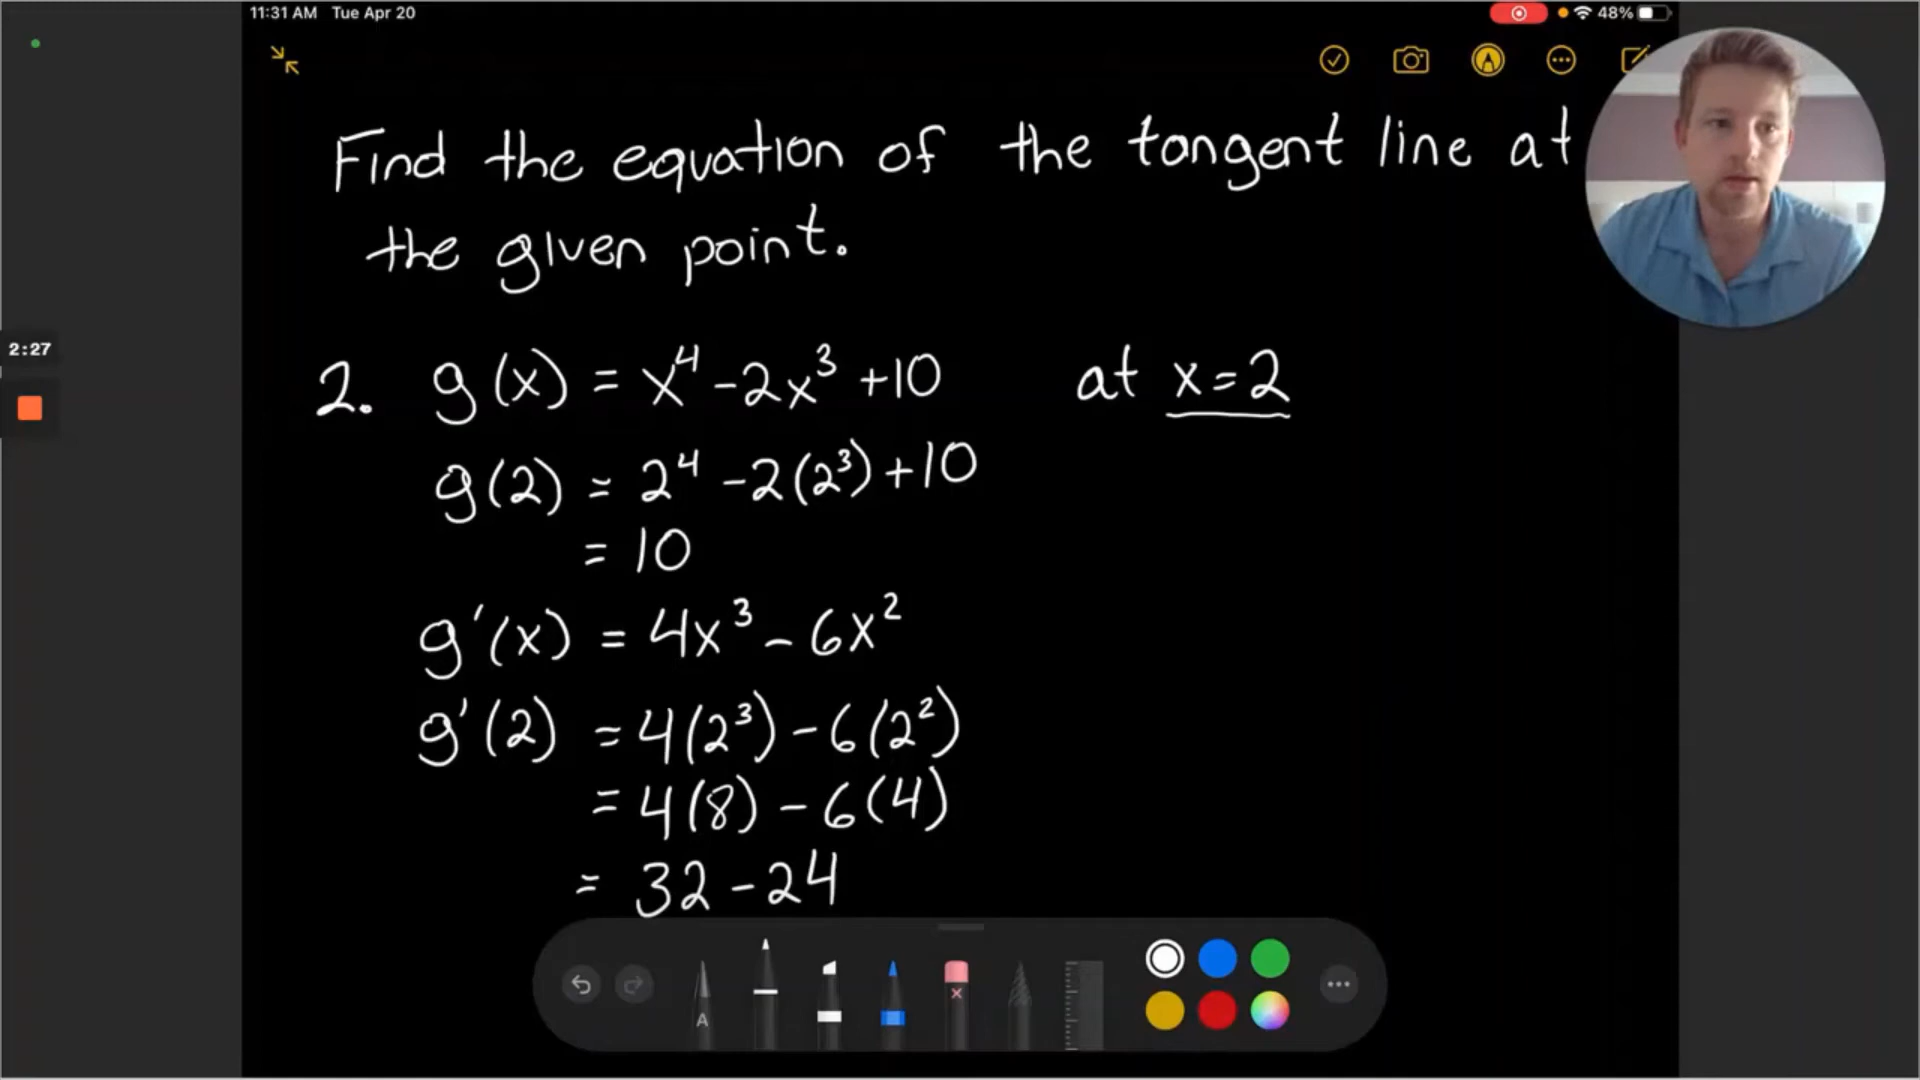 11:31 AM Tue Apr 20
48%
Find the equation of the tangent line at
the given point.
2:27
2. g(x) = x⁴ - 2x³ + 10 at x = 2
g(2) = 2⁴ - 2(2³) + 10
= 10
g'(x) = 4x³ - 6x²
g'(2) = 4(2³) - 6(2²)
= 4(8) - 6(4)
= 32 - 24
A